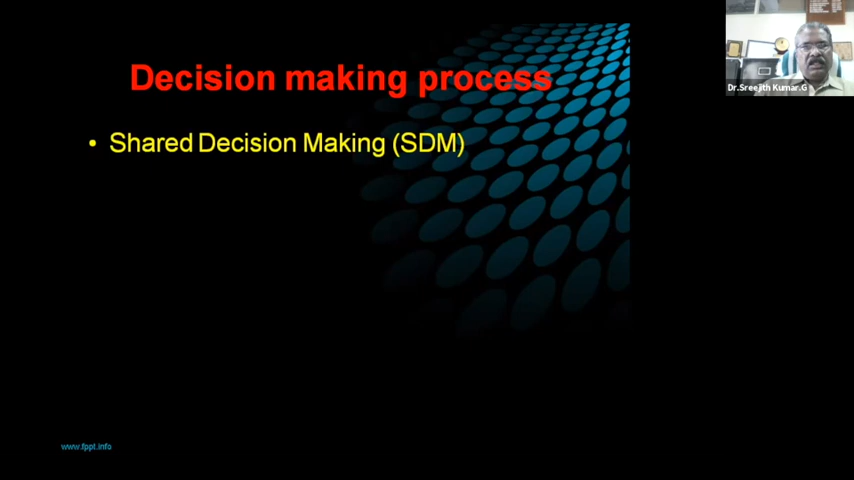 Decision making process
• Shared Decision Making (SDM)
www.fppt.info
Dr.Sreejith Kumar.G